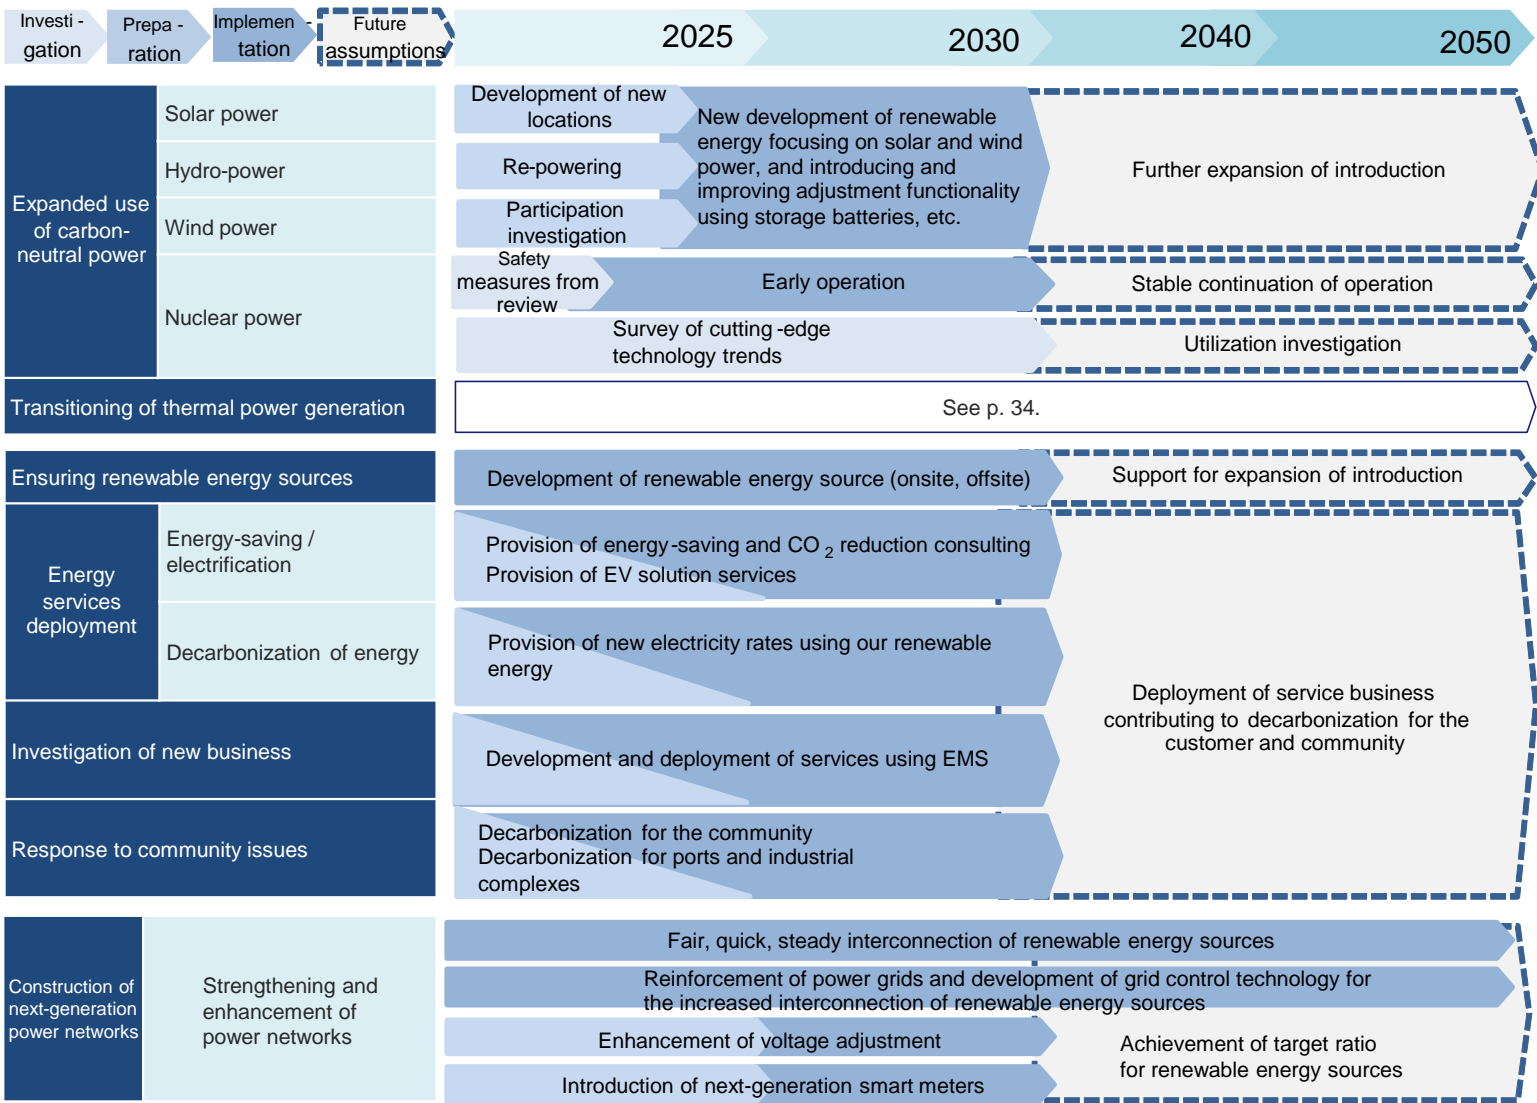 Investi -
gation
Prepa -
ration
Implemen -
tation
Future
assumptions
2025
2030
2040
2050
Expanded use
of carbon-
neutral power
Solar power
Hydro-power
Wind power
Nuclear power
Development of new
locations
Re-powering
Participation
investigation
New development of renewable
energy focusing on solar and wind
power, and introducing and
improving adjustment functionality
using storage batteries, etc.
Further expansion of introduction
Safety
measures from
review
Early operation
Stable continuation of operation
Survey of cutting -edge
technology trends
Utilization investigation
Transitioning of thermal power generation
See p. 34.
Ensuring renewable energy sources
Development of renewable energy source (onsite, offsite)
Support for expansion of introduction
Energy
services
deployment
Energy-saving /
electrification
Provision of energy-saving and CO 2 reduction consulting
Provision of EV solution services
Decarbonization of energy
Provision of new electricity rates using our renewable
energy
Deployment of service business
contributing to decarbonization for the
customer and community
Investigation of new business
Development and deployment of services using EMS
Response to community issues
Decarbonization for the community
Decarbonization for ports and industrial
complexes
Construction of
next-generation
power networks
Strengthening and
enhancement of
power networks
Fair, quick, steady interconnection of renewable energy sources
Reinforcement of power grids and development of grid control technology for
the increased interconnection of renewable energy sources
Enhancement of voltage adjustment
Introduction of next-generation smart meters
Achievement of target ratio
for renewable energy sources